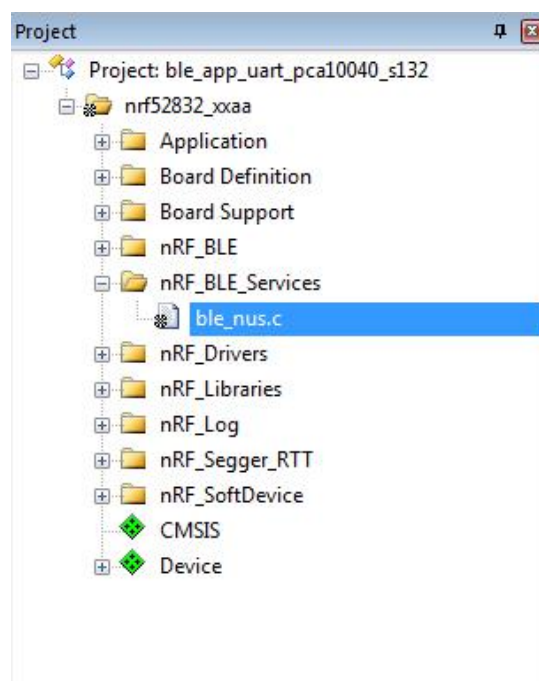 Project
Project: ble_app_uart_pca10040_s132
nrf52832_xxaa
Application
Board Definition
Board Support
nRF_BLE
nRF_BLE_Services
ble_nus.c
nRF_Drivers
nRF_Libraries
nRF_Log
nRF_Segger_RTT
nRF_SoftDevice
CMSIS
Device